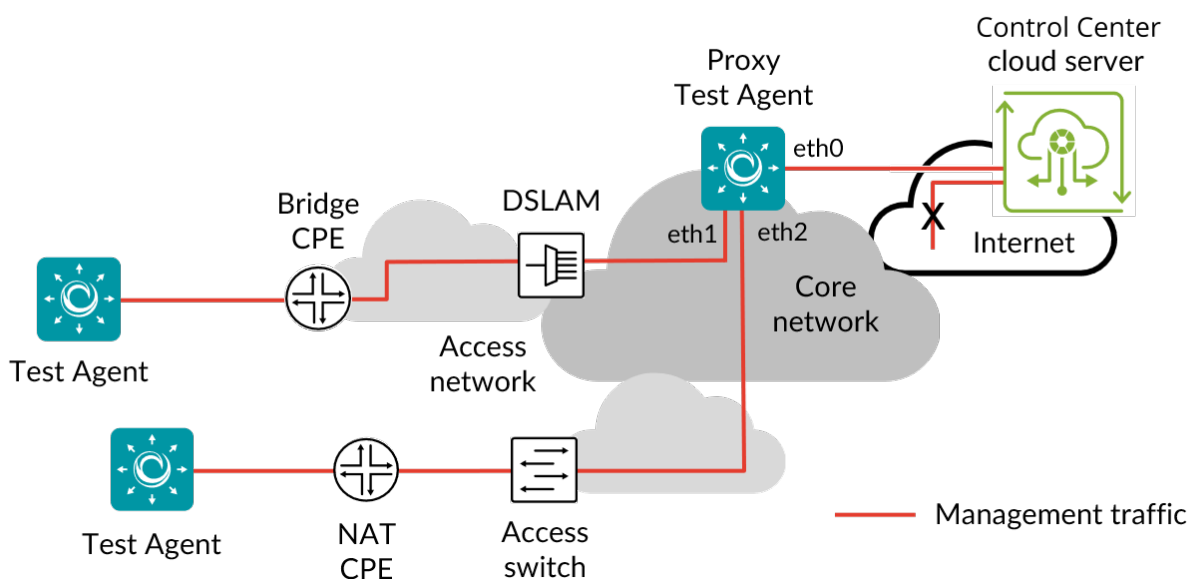 Control Center
cloud server
Proxy
Test Agent
eth0
Bridge
CPE
DSLAM
eth1
eth2
X
Internet
Core
network
Access
network
Test Agent
Management traffic
Test Agent
NAT
CPE
Access
switch